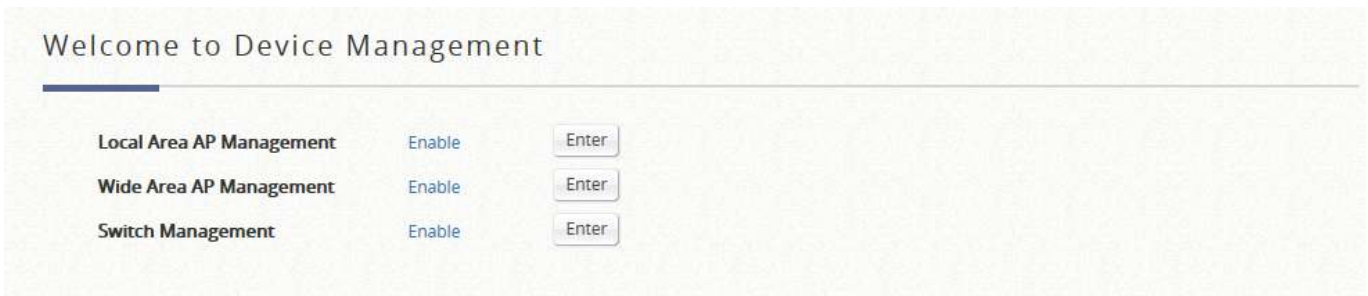 Welcome to Device Management
Local Area AP Management Enable Enter
Wide Area AP Management Enable Enter
Switch Management Enable Enter